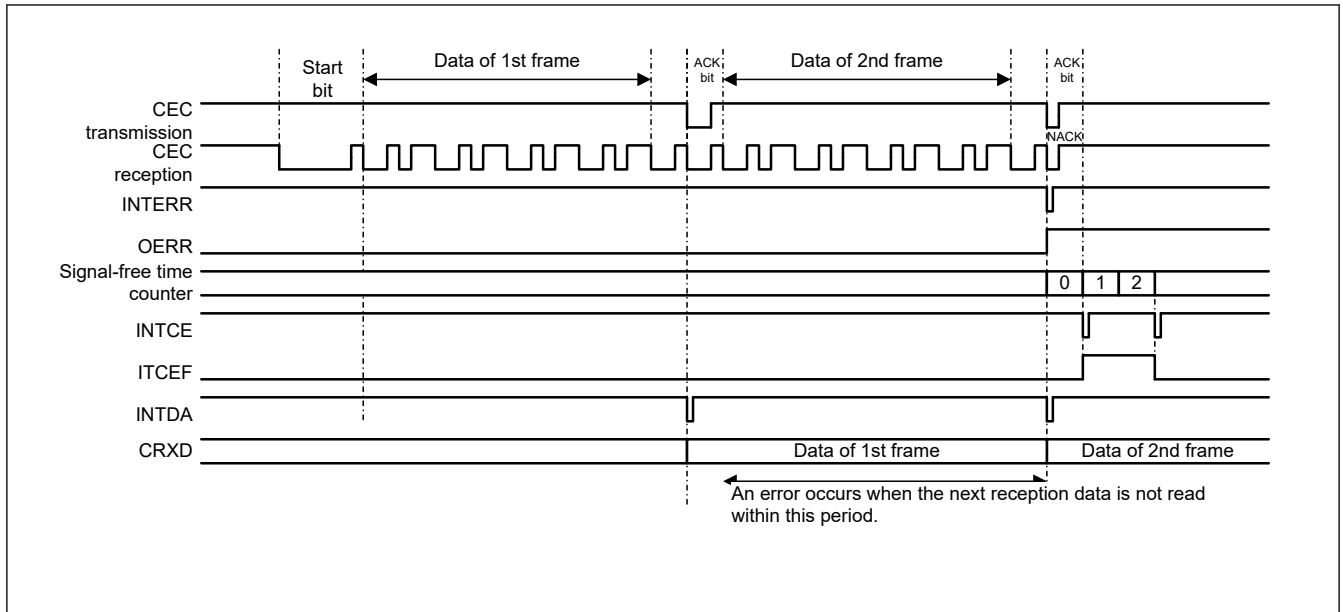 Start
bit
Data of 1st frame
ACK
bit
Data of 2nd frame
ACK
bit
CEC
transmission
NACK
CEC
reception
INTERR
OERR
Signal-free time
counter
0 1 2
INTCE
ITCEF
INTDA
CRXD
Data of 1st frame
Data of 2nd frame
An error occurs when the next reception data is not read
within this period.